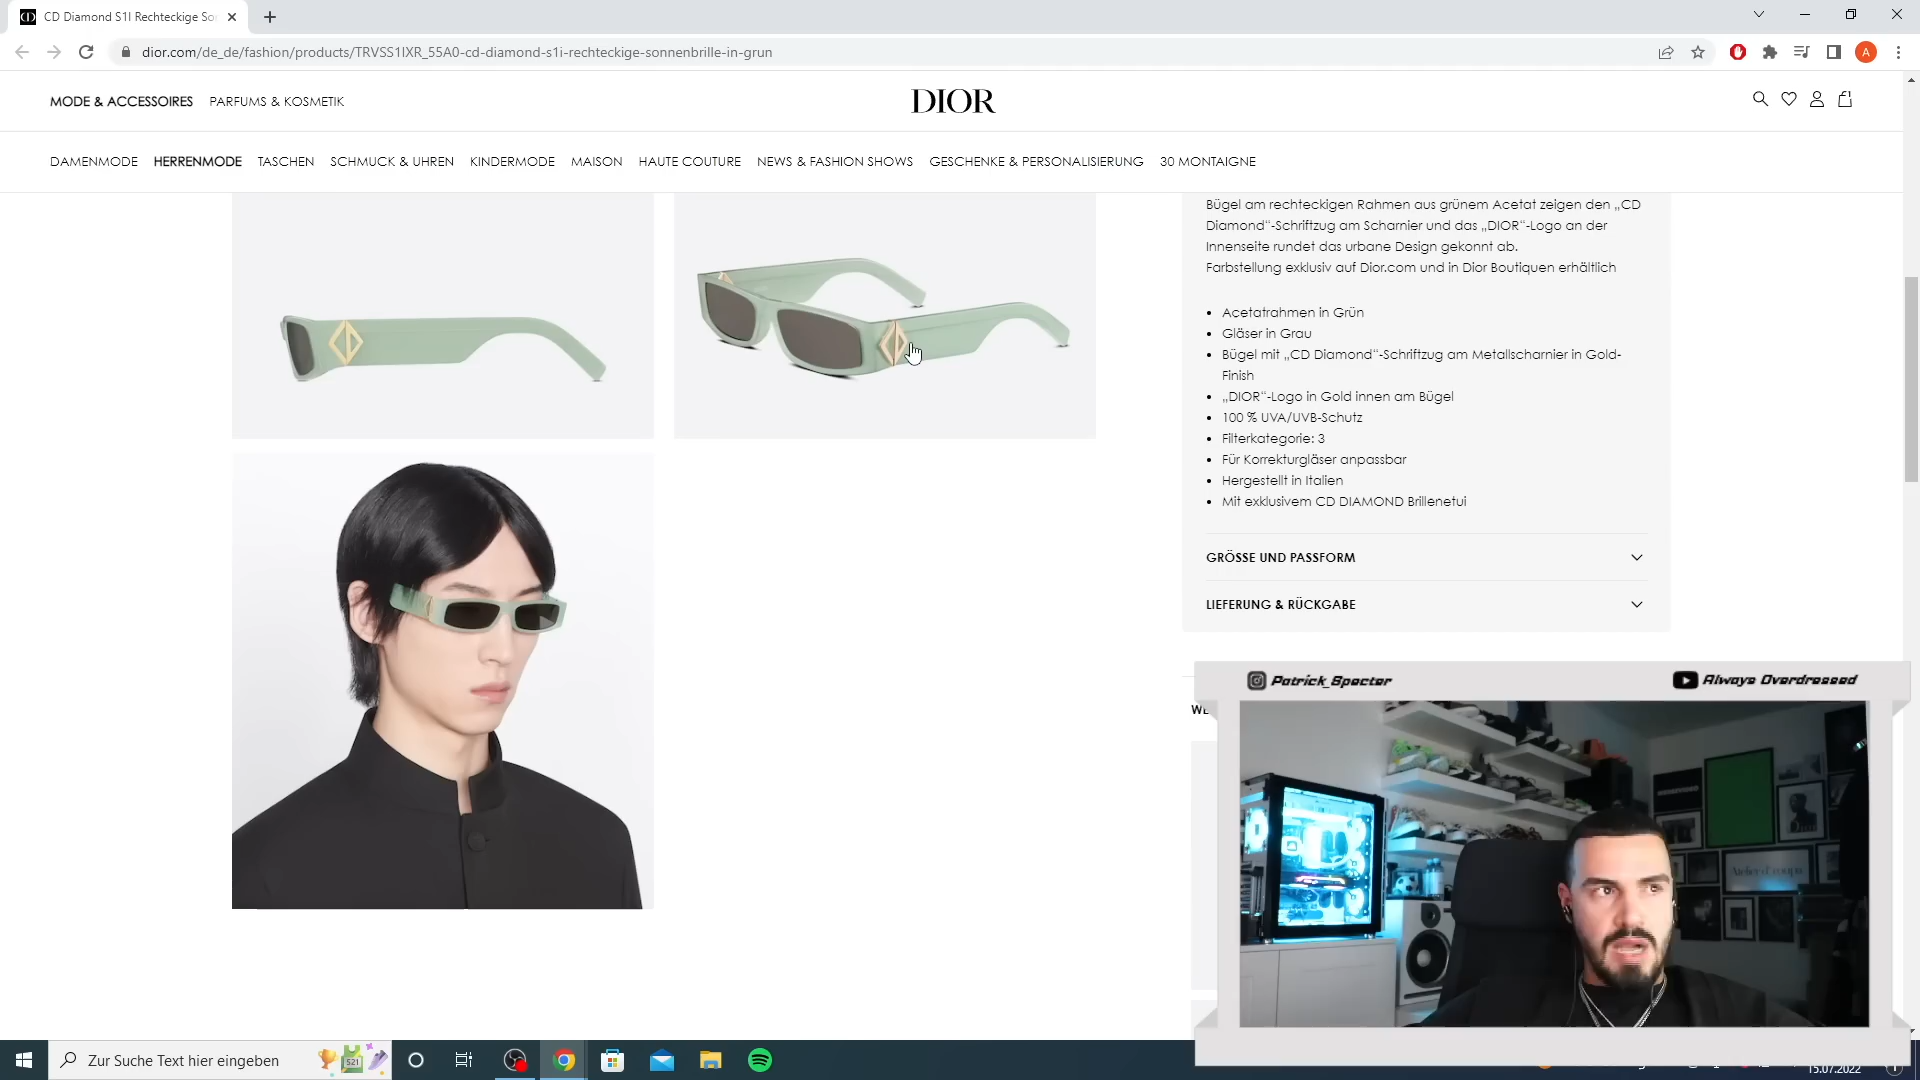 CD Diamond S1I Rechteckige So
dior.com/de_de/fashion/products/TRVSS1IXR_55A0-cd-diamond-s1i-rechteckige-sonnenbrille-in-grun
A
MODE & ACCESSOIRES PARFUMS & KOSMETIK
DIOR
DAMENMODE HERRENMODE TASCHEN SCHMUCK & UHREN KINDERMODE MAISON HAUTE COUTURE NEWS & FASHION SHOWS GESCHENKE & PERSONALISIERUNG 30 MONTAIGNE
Bügel am rechteckigen Rahmen aus grünem Acetat zeigen den „CD
Diamond“-Schriftzug am Scharnier und das „DIOR“-Logo an der
Innenseite rundet das urbane Design gekonnt ab.
Farbstellung exklusiv auf Dior.com und in Dior Boutiquen erhältlich
• Acetatrahmen in Grün
• Gläser in Grau
• Bügel mit „CD Diamond“-Schriftzug am Metallscharnier in Gold-
Finish
• „DIOR“-Logo in Gold innen am Bügel
• 100 % UVA/UVB-Schutz
• Filterkategorie: 3
• Für Korrekturgläser anpassbar
• Hergestellt in Italien
• Mit exklusivem CD DIAMOND Brillenetui
GRÖSSE UND PASSFORM
LIEFERUNG & RÜCKGABE
Patrick_Specter Always Overdressed
Zur Suche Text hier eingeben
15.07.2022